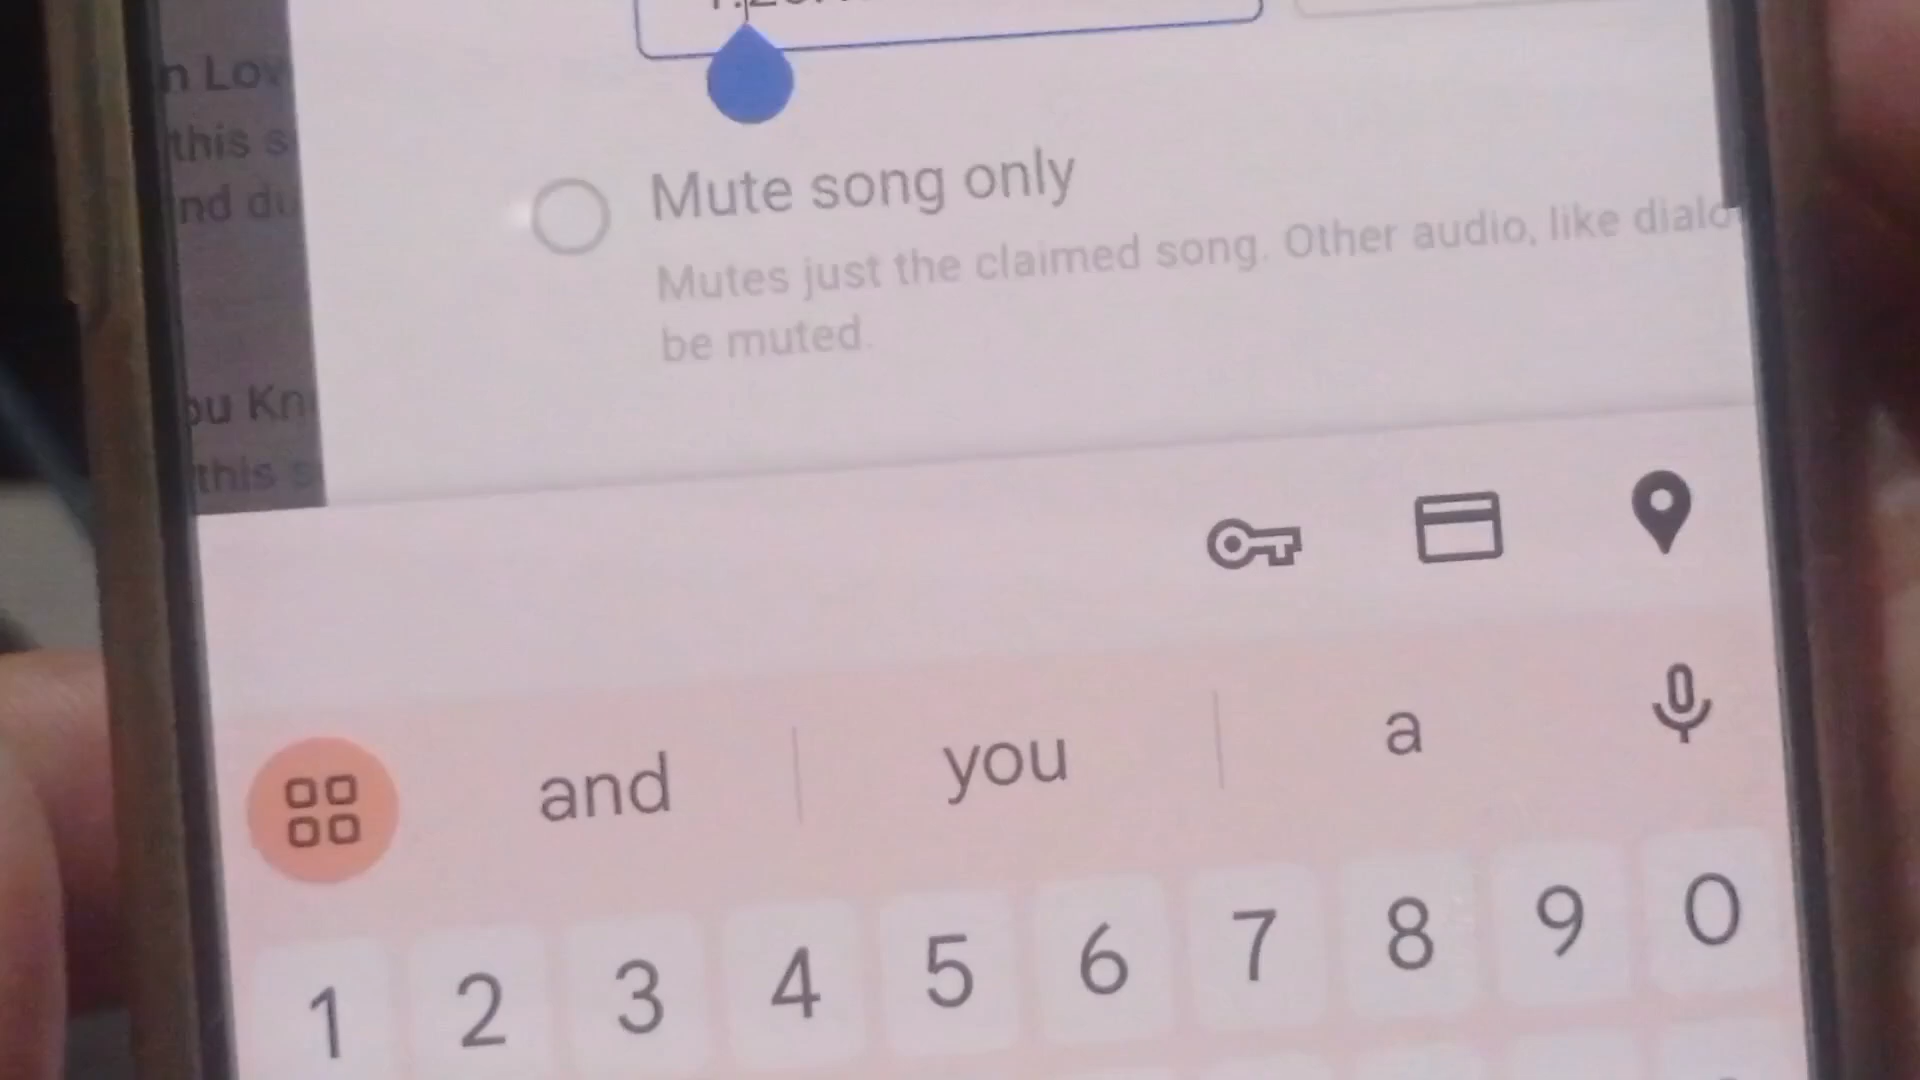 n Lov
this s
nd du
Mute song only
Mutes just the claimed song. Other audio, like dialo
be muted.
ou Kn
this s
and you a
1 2 3 4 5 6 7 8 9 0